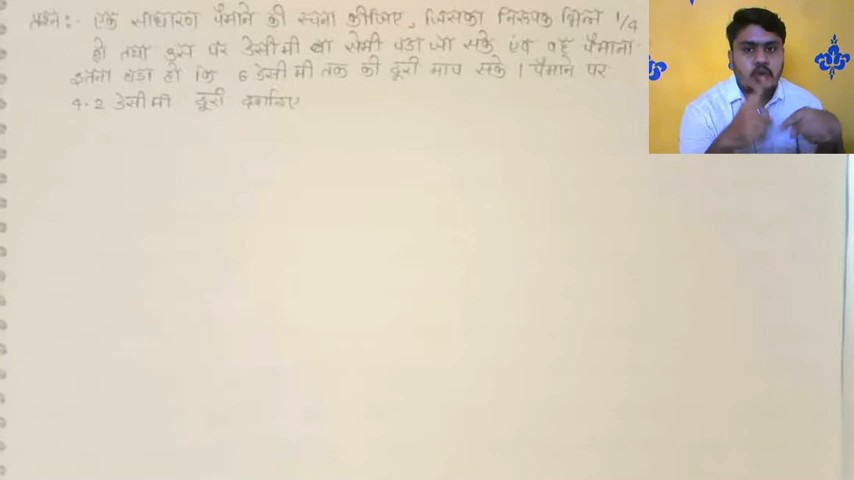 प्रश्न:- एक साधारण पैमाने की रचना कीजिए, जिसका निरूपक भिन्न 1/4
हो तथा इस पर डेसीमी वा सेमी पढा जा सके एंव वह पैमाना
इतना बडा हो कि 6 डेसीमी तक की दूरी माप सके। पैमाने पर
4.2 डेसीमी दूरी दर्शाइए